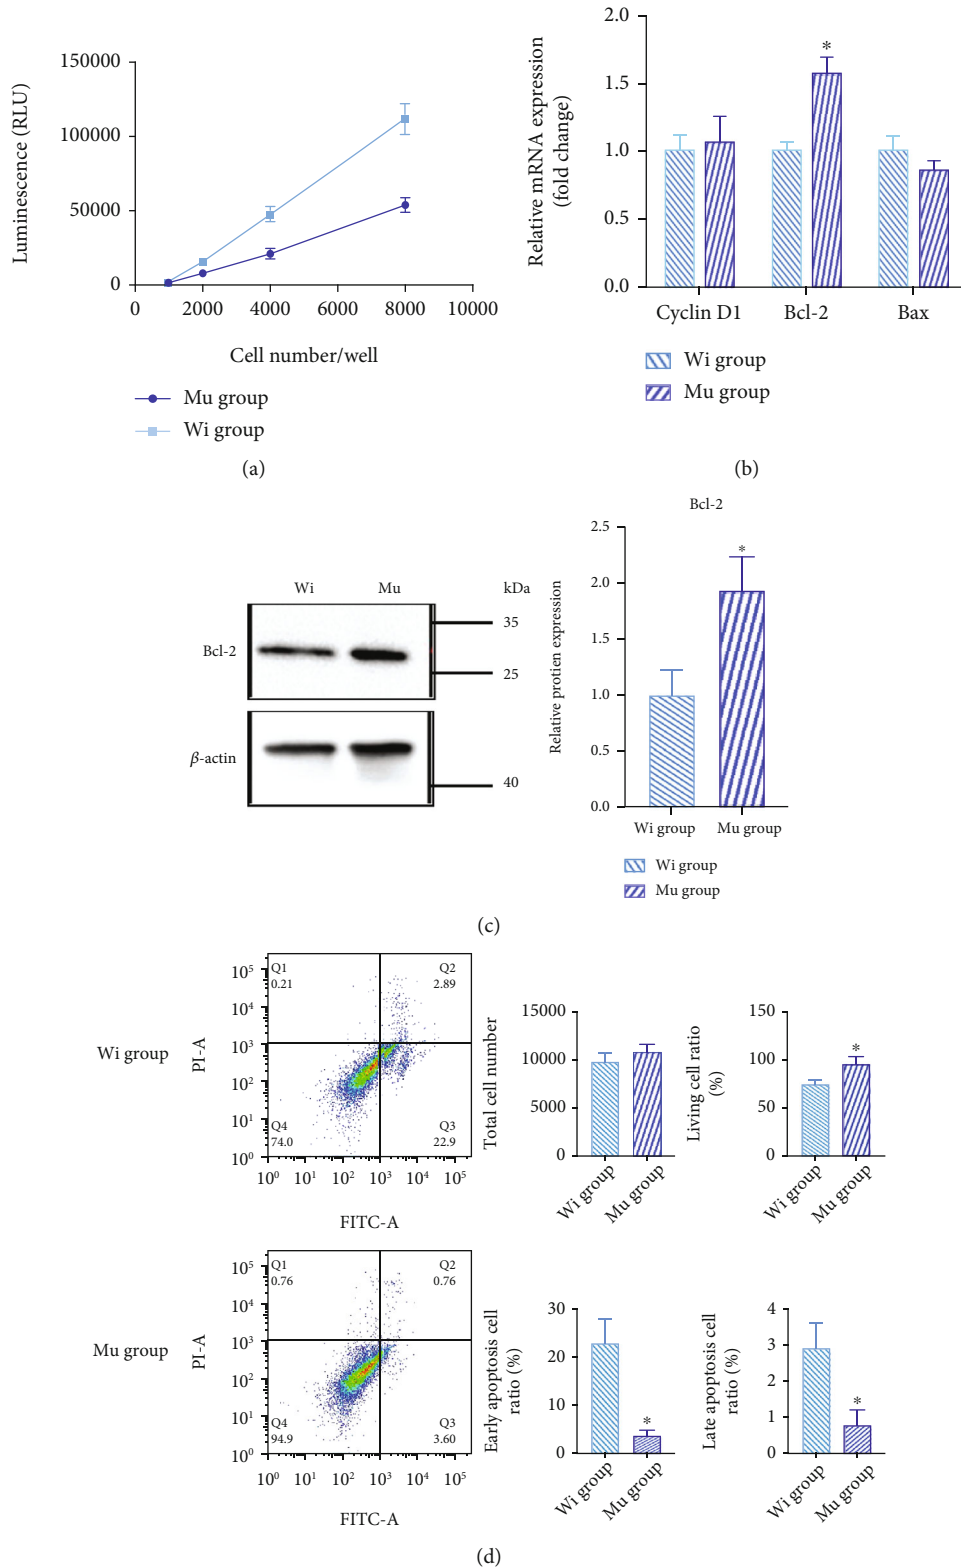 150000
100000
50000
0
Luminescence (RLU)
0 2000 4000 6000 8000 10000
Cell number/well
Mu group
Wi group
(a)
2.0
1.5
1.0
0.5
0.0
Relative mRNA expression
(fold change)
*
Cyclin D1 Bcl-2 Bax
Wi group
Mu group
(b)
Wi Mu kDa
Bcl-2
35
25
β-actin
40
Bcl-2
2.5
2.0
1.5
1.0
0.5
0.0
Relative protien expression
*
Wi group Mu group
Wi group
Mu group
(c)
Wi group
PI-A
10⁵
10⁴
10³
10²
10¹
10⁰
Q1
0.21
Q2
2.89
Q4
74.0
Q3
22.9
10⁰ 10¹ 10² 10³ 10⁴ 10⁵
FITC-A
Total cell number
15000
10000
5000
0
Wi group
Mu group
Living cell ratio
(%)
150
100
50
0
*
Wi group
Mu group
Mu group
PI-A
10⁵
10⁴
10³
10²
10¹
10⁰
Q1
0.76
Q2
0.76
Q4
94.9
Q3
3.60
10⁰ 10¹ 10² 10³ 10⁴ 10⁵
FITC-A
Early apoptosis cell
ratio (%)
30
20
10
0
*
Wi group
Mu group
Late apoptosis cell
ratio (%)
4
3
2
1
0
*
Wi group
Mu group
(d)